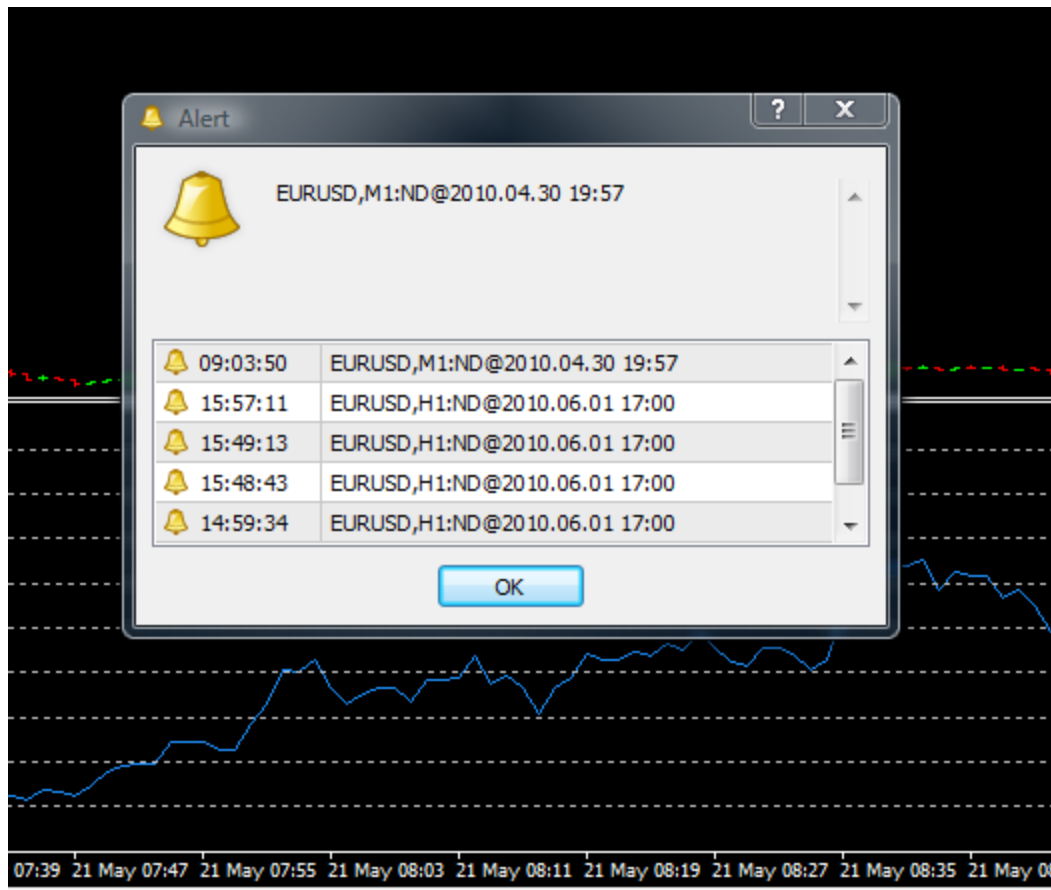 Alert
?
X
EURUSD,M1:ND@2010.04.30 19:57
09:03:50 EURUSD,M1:ND@2010.04.30 19:57
15:57:11 EURUSD,H1:ND@2010.06.01 17:00
15:49:13 EURUSD,H1:ND@2010.06.01 17:00
15:48:43 EURUSD,H1:ND@2010.06.01 17:00
14:59:34 EURUSD,H1:ND@2010.06.01 17:00
OK
07:39 21 May 07:47 21 May 07:55 21 May 08:03 21 May 08:11 21 May 08:19 21 May 08:27 21 May 08:35 21 May